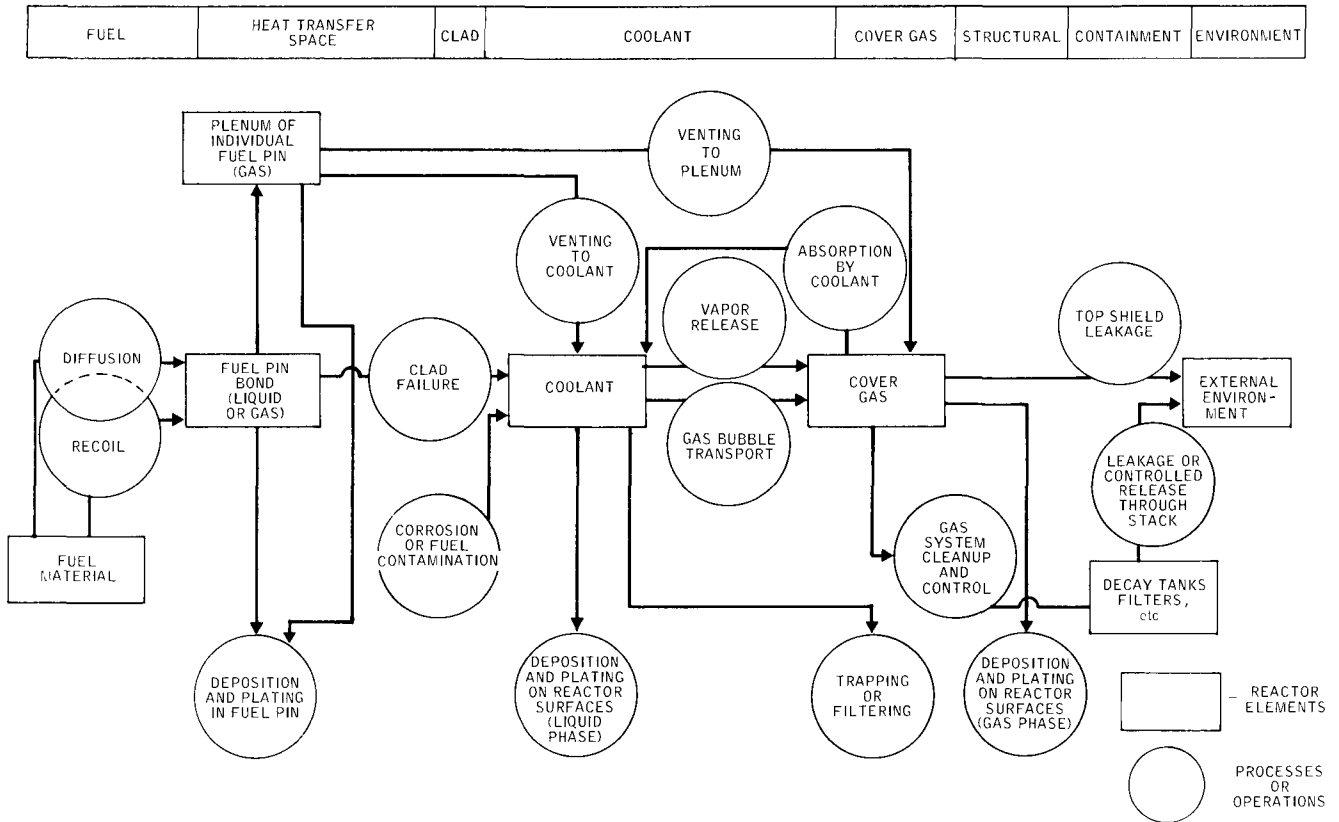 FUEL
HEAT TRANSFER
SPACE
CLAD
COOLANT
COVER GAS
STRUCTURAL
CONTAINMENT
ENVIRONMENT
PLENUM OF
INDIVIDUAL
FUEL PIN
(GAS)
VENTING
TO
PLENUM
VENTING
TO
COOLANT
ABSORPTION
BY
COOLANT
VAPOR
RELEASE
TOP SHIELD
LEAKAGE
DIFFUSION
FUEL PIN
BOND
(LIQUID
OR GAS)
CLAD
FAILURE
COOLANT
COVER
GAS
EXTERNAL
ENVIRON-
MENT
RECOIL
GAS BUBBLE
TRANSPORT
LEAKAGE OR
CONTROLLED
RELEASE
THROUGH
STACK
FUEL
MATERIAL
CORROSION
OR FUEL
CONTAMINATION
GAS
SYSTEM
CLEANUP
AND
CONTROL
DECAY TANKS
FILTERS,
etc
DEPOSITION
AND PLATING
IN FUEL PIN
DEPOSITION
AND PLATING
ON REACTOR
SURFACES
(LIQUID
PHASE)
TRAPPING
OR
FILTERING
DEPOSITION
AND PLATING
ON REACTOR
SURFACES
(GAS PHASE)
– REACTOR
ELEMENTS
PROCESSES
OR
OPERATIONS